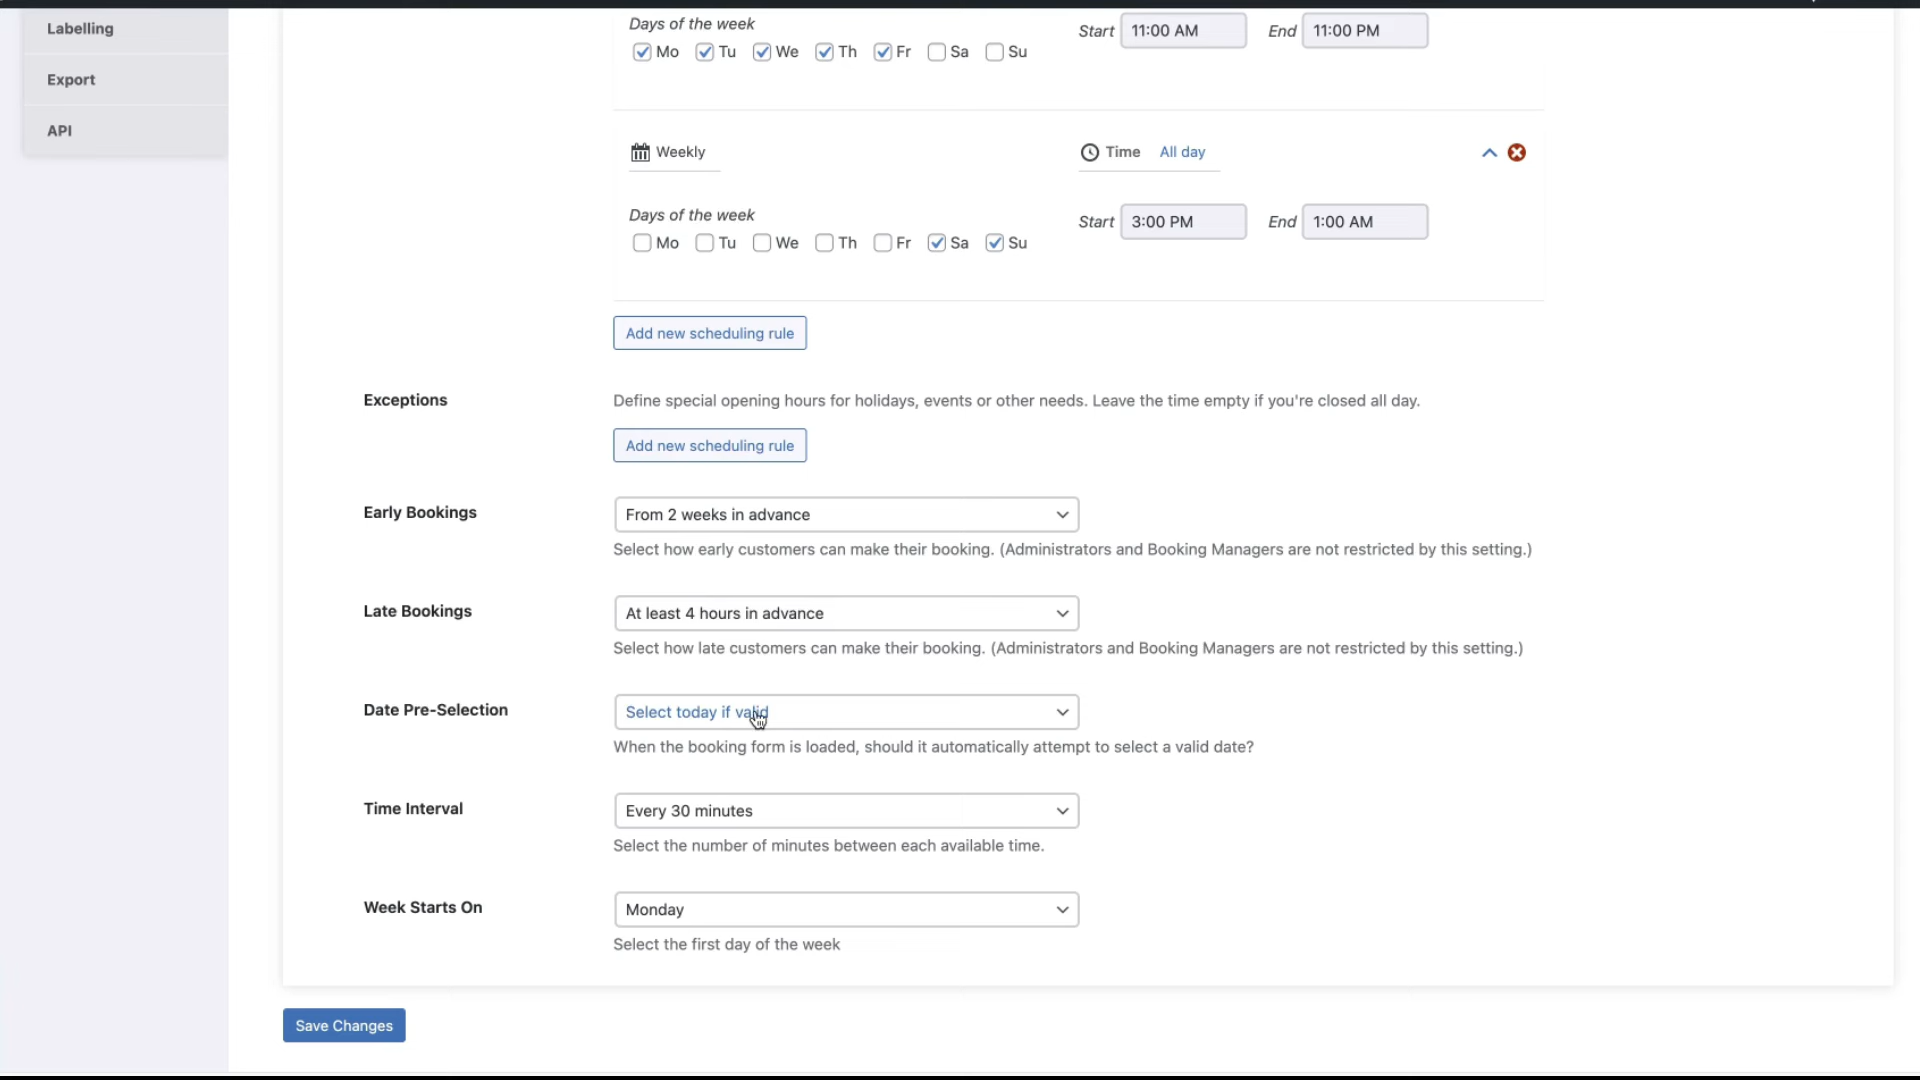 Labelling
Export
API
Days of the week
Mo Tu We Th Fr Sa Su
Start 11:00 AM End 11:00 PM
Weekly
Time All day
Days of the week
Mo Tu We Th Fr Sa Su
Start 3:00 PM End 1:00 AM
Add new scheduling rule
Exceptions
Define special opening hours for holidays, events or other needs. Leave the time empty if you're closed all day.
Add new scheduling rule
Early Bookings
From 2 weeks in advance
Select how early customers can make their booking. (Administrators and Booking Managers are not restricted by this setting.)
Late Bookings
At least 4 hours in advance
Select how late customers can make their booking. (Administrators and Booking Managers are not restricted by this setting.)
Date Pre-Selection
Select today if valid
When the booking form is loaded, should it automatically attempt to select a valid date?
Time Interval
Every 30 minutes
Select the number of minutes between each available time.
Week Starts On
Monday
Select the first day of the week
Save Changes